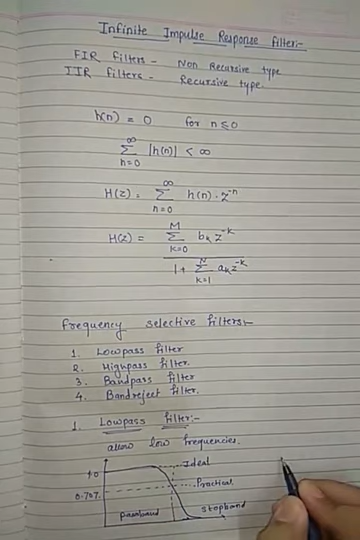 Infinite Impulse Response filter:-
FIR filters - Non Recursive type
IIR filters - Recursive type.
h(n) = 0 for n ≤ 0
∞
∑ |h(n)| < ∞
n=0
∞
H(z) = ∑ h(n) · z⁻ⁿ
n=0
M
H(z) = ∑ bₖ z⁻ᵏ
k=0
N
1 + ∑ aₖ z⁻ᵏ
k=1
Frequency selective filters:-
1. Lowpass filter
2. Highpass filter.
3. Bandpass filter
4. Bandreject filter.
1. Lowpass filter:-
allow low frequencies.
Ideal
1.0
Practical
0.707
passband stopband